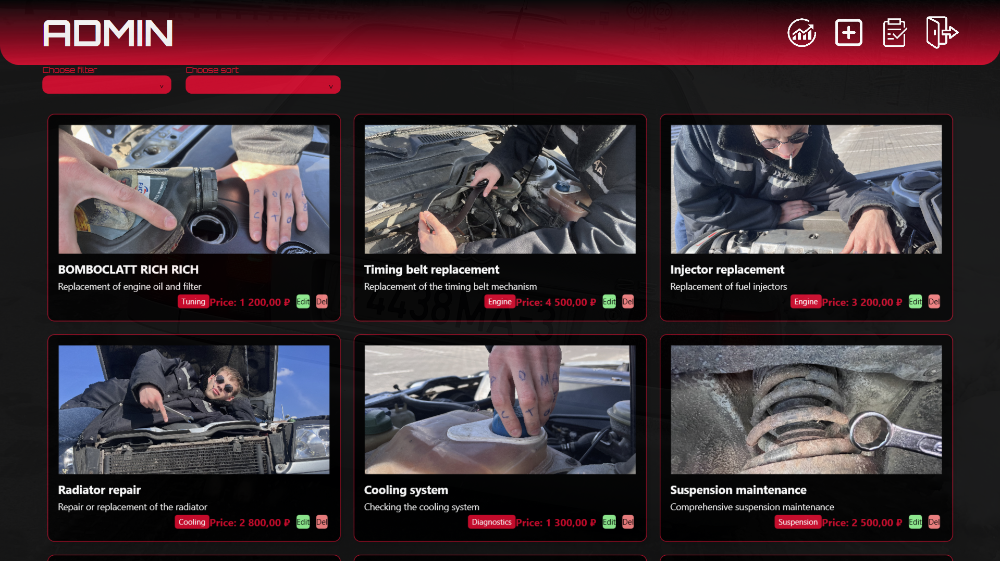 ADMIN
Choose filter
Choose sort
BOMBOCLATT RICH RICH
Replacement of engine oil and filter
Tuning Price: 1 200,00 ₽ Edit Del
Timing belt replacement
Replacement of the timing belt mechanism
Engine Price: 4 500,00 ₽ Edit Del
Injector replacement
Replacement of fuel injectors
Engine Price: 3 200,00 ₽ Edit Del
4438 MA-3
Radiator repair
Repair or replacement of the radiator
Cooling Price: 2 800,00 ₽ Edit Del
P O MA
C T O
Cooling system
Checking the cooling system
Diagnostics Price: 1 300,00 ₽ Edit Del
Suspension maintenance
Comprehensive suspension maintenance
Suspension Price: 2 500,00 ₽ Edit Del